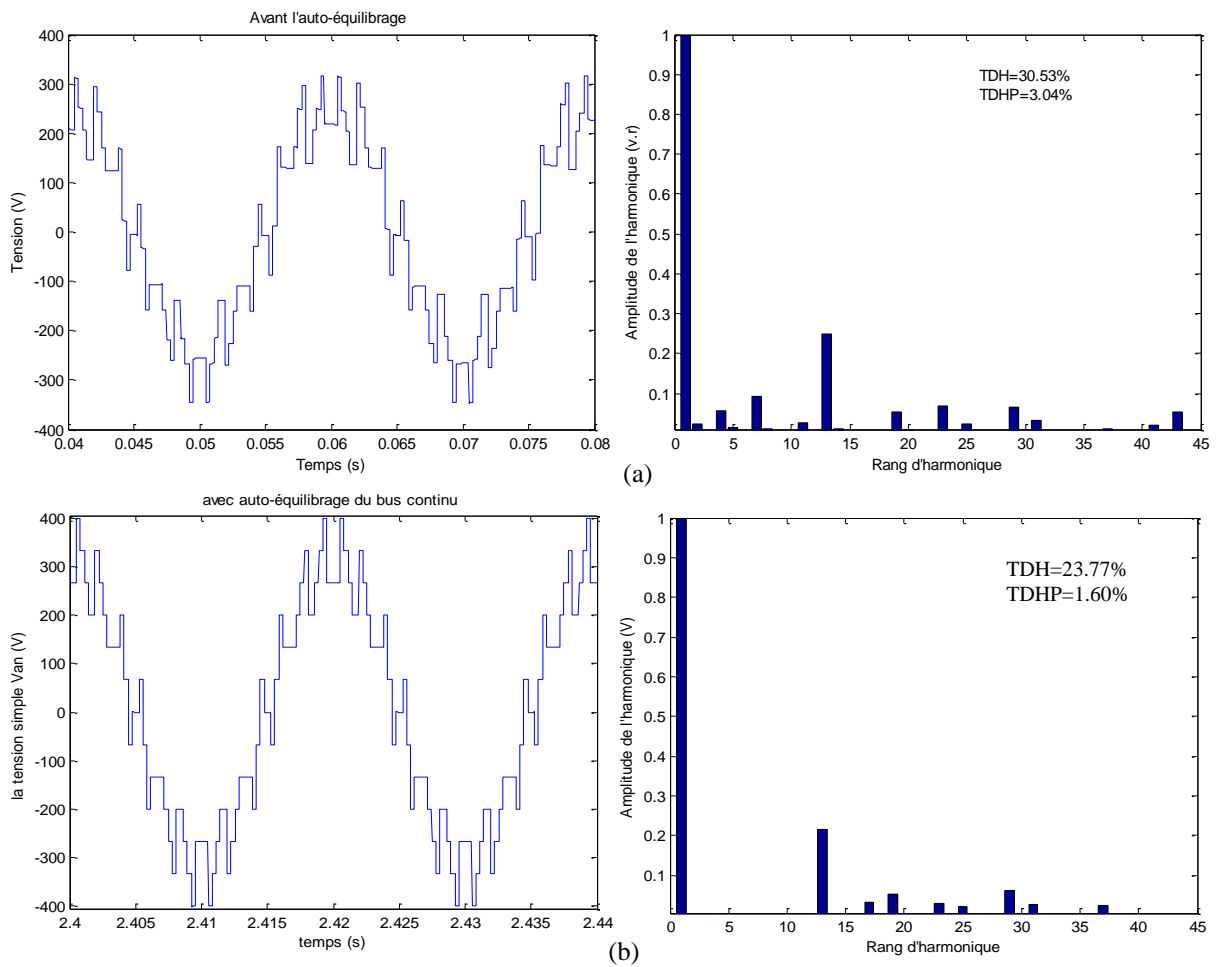 Avant l'auto-équilibrage
400
300
200
100
0
-100
-200
-300
-400
Tension (V)
0.04 0.045 0.05 0.055 0.06 0.065 0.07 0.075 0.08
Temps (s)
1
0.9
0.8
0.7
0.6
0.5
0.4
0.3
0.2
0.1
Amplitude de l'harmonique (v.r)
TDH=30.53%
TDHP=3.04%
0 5 10 15 20 25 30 35 40 45
Rang d'harmonique
(a)
avec auto-équilibrage du bus continu
400
300
200
100
0
-100
-200
-300
-400
la tension simple Van (V)
2.4 2.405 2.41 2.415 2.42 2.425 2.43 2.435 2.44
temps (s)
1
0.9
0.8
0.7
0.6
0.5
0.4
0.3
0.2
0.1
0
Amplitude de l'harmonique (V)
TDH=23.77%
TDHP=1.60%
0 5 10 15 20 25 30 35 40 45
Rang d'harmonique
(b)